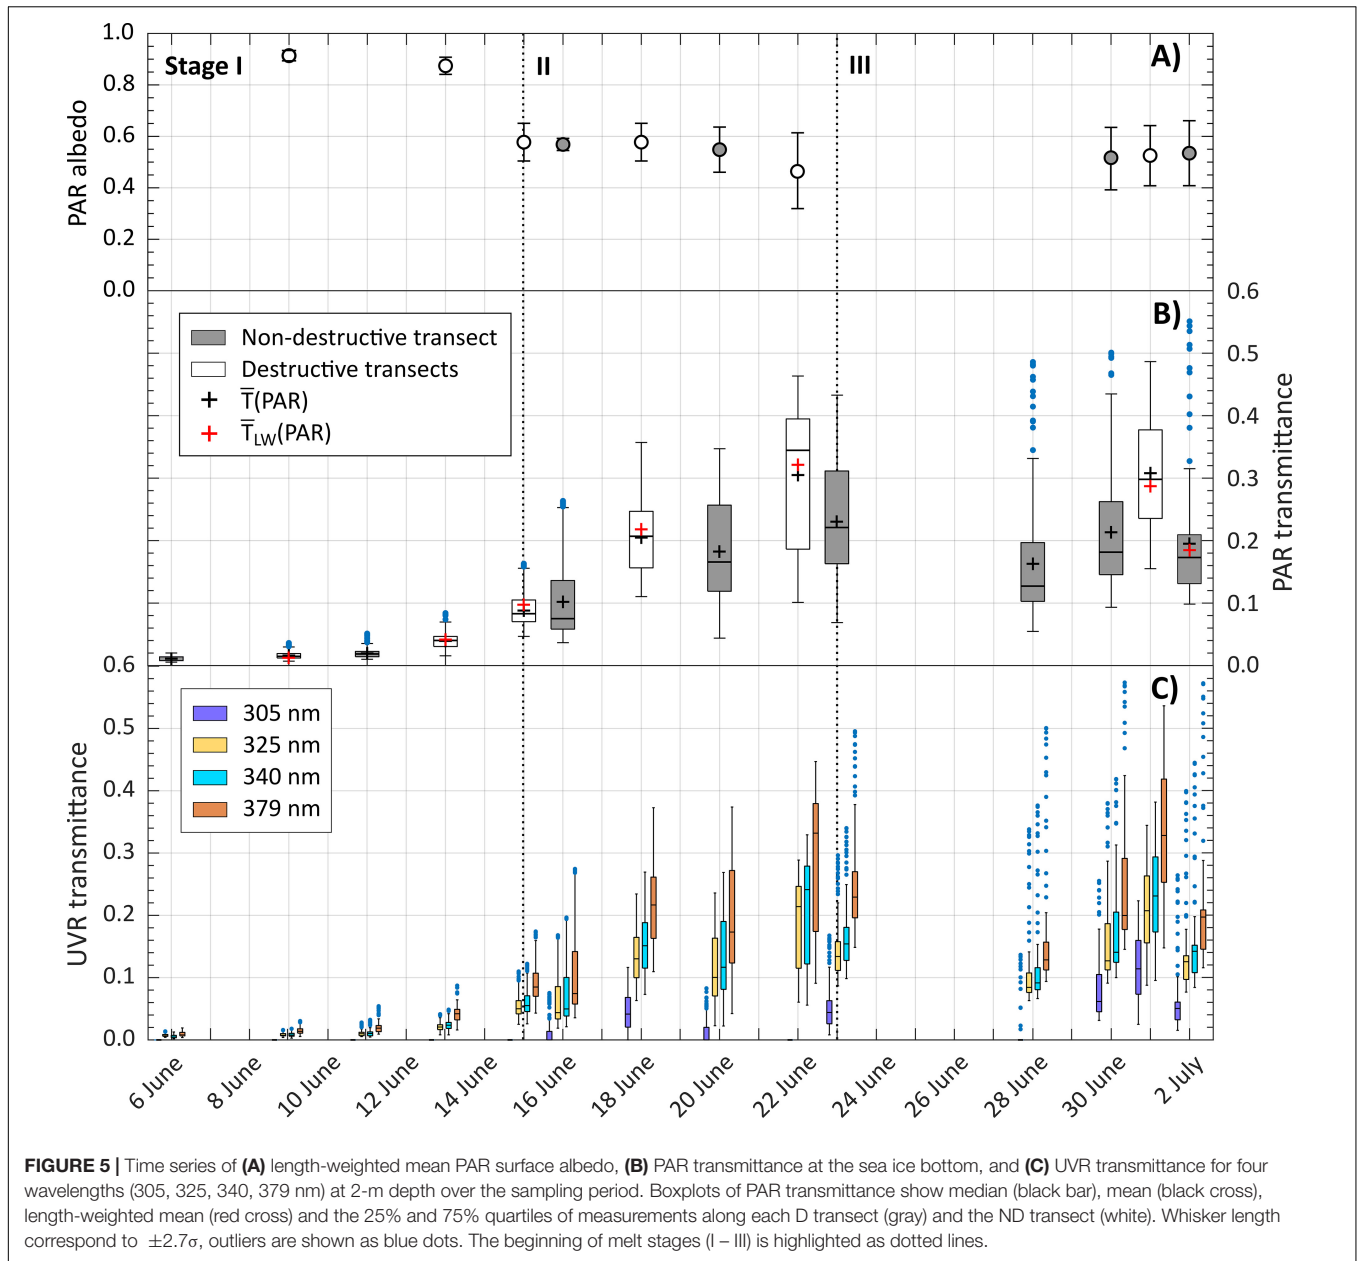 1.0
0.8
0.6
0.4
0.2
0.0
PAR albedo
Stage I
II
III
A)
B)
0.6
0.5
0.4
0.3
0.2
0.1
0.0
PAR transmittance
Non-destructive transect
Destructive transects
T̅(PAR)
T̅LW(PAR)
C)
0.6
0.5
0.4
0.3
0.2
0.1
0.0
UVR transmittance
305 nm
325 nm
340 nm
379 nm
6 June
8 June
10 June
12 June
14 June
16 June
18 June
20 June
22 June
24 June
26 June
28 June
30 June
2 July
FIGURE 5 | Time series of (A) length-weighted mean PAR surface albedo, (B) PAR transmittance at the sea ice bottom, and (C) UVR transmittance for four
wavelengths (305, 325, 340, 379 nm) at 2-m depth over the sampling period. Boxplots of PAR transmittance show median (black bar), mean (black cross),
length-weighted mean (red cross) and the 25% and 75% quartiles of measurements along each D transect (gray) and the ND transect (white). Whisker length
correspond to ±2.7σ, outliers are shown as blue dots. The beginning of melt stages (I – III) is highlighted as dotted lines.